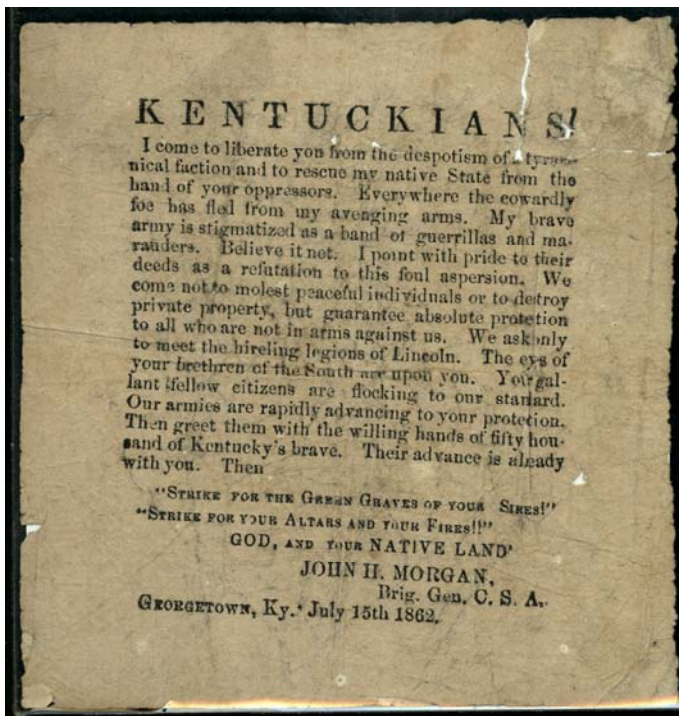 KENTUCKIANS!
I come to liberate you from the despotism of a tyran-
nical faction and to rescue my native State from the
hand of your oppressors. Everywhere the cowardly
foe has fled from my avenging arms. My brave
army is stigmatized as a band of guerrillas and ma-
rauders. Believe it not. I point with pride to their
deeds as a refutation to this foul aspersion. We
come not to molest peaceful individuals or to destroy
private property, but guarantee absolute protetion
to all who are not in arms against us. We ask only
to meet the hireling legions of Lincoln. The eys of
your brethren of the South are upon you. Your gal-
lant fellow citizens are flocking to our stanard.
Our armies are rapidly advancing to your protetion.
Then greet them with the willing hands of fifty hou-
sand of Kentucky's brave. Their advance is already
with you. Then
"STRIKE FOR THE GREEN GRAVES OF YOUR SIRES!"
"STRIKE FOR YOUR ALTARS AND YOUR FIRES!!"
GOD, AND YOUR NATIVE LAND'
JOHN H. MORGAN,
Brig. Gen. C. S. A.
GEORGETOWN, Ky. July 15th 1862.